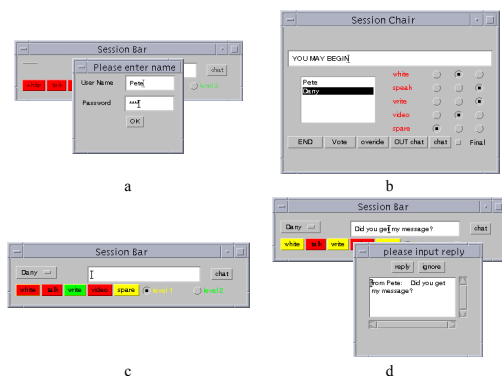 Session Bar
Please enter name
chat
User Name Pete
white talk
level 2
Password ***
OK
a
Session Chair
YOU MAY BEGIN
Pete
Dany
white
speak
write
video
spare
END Vote override OUT chat chat Final
b
Session Bar
Dany chat
white talk write video spare level 1 level 2
c
Session Bar
Dany Did you get my message? chat
white talk write
please input reply
reply ignore
from Pete: Did you get
my message?
d